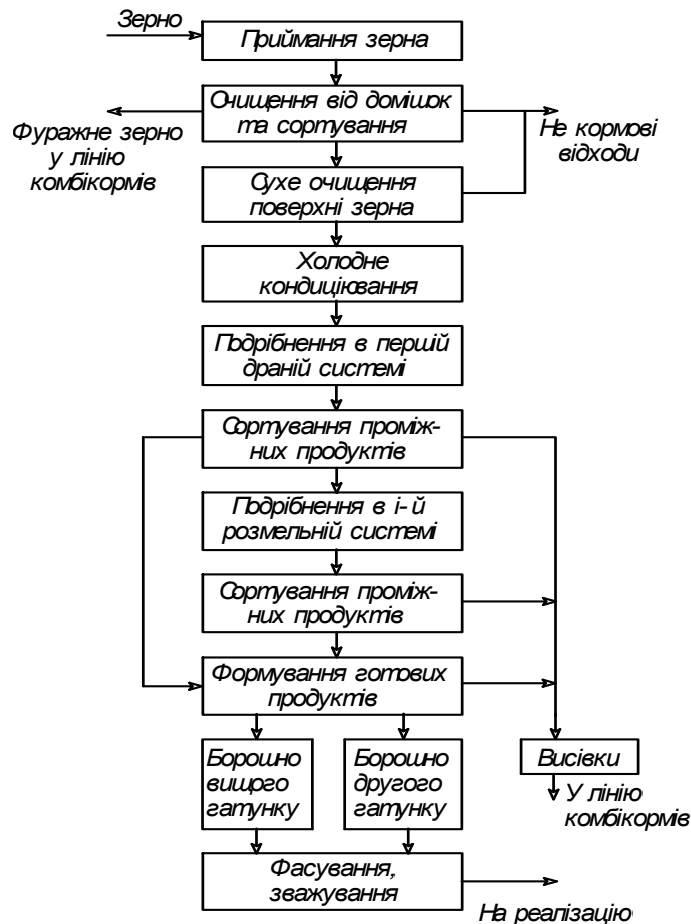 Зерно
Приймання зерна
Очищення від домішок
та сортування
Фуражне зерно
у лінію
комбікормів
Не кормові
відходи
Сухе очищення
поверхні зерна
Холодне
кондиціювання
Подрібнення в першій
драній системі
Сортування проміж-
них продуктів
Подрібнення в і-й
розмельній системі
Сортування проміж-
них продуктів
Формування готових
продуктів
Борошно
вищого
гатунку
Борошно
другого
гатунку
Висівки
У лінію
комбікормів
Фасування,
зважування
На реалізацію